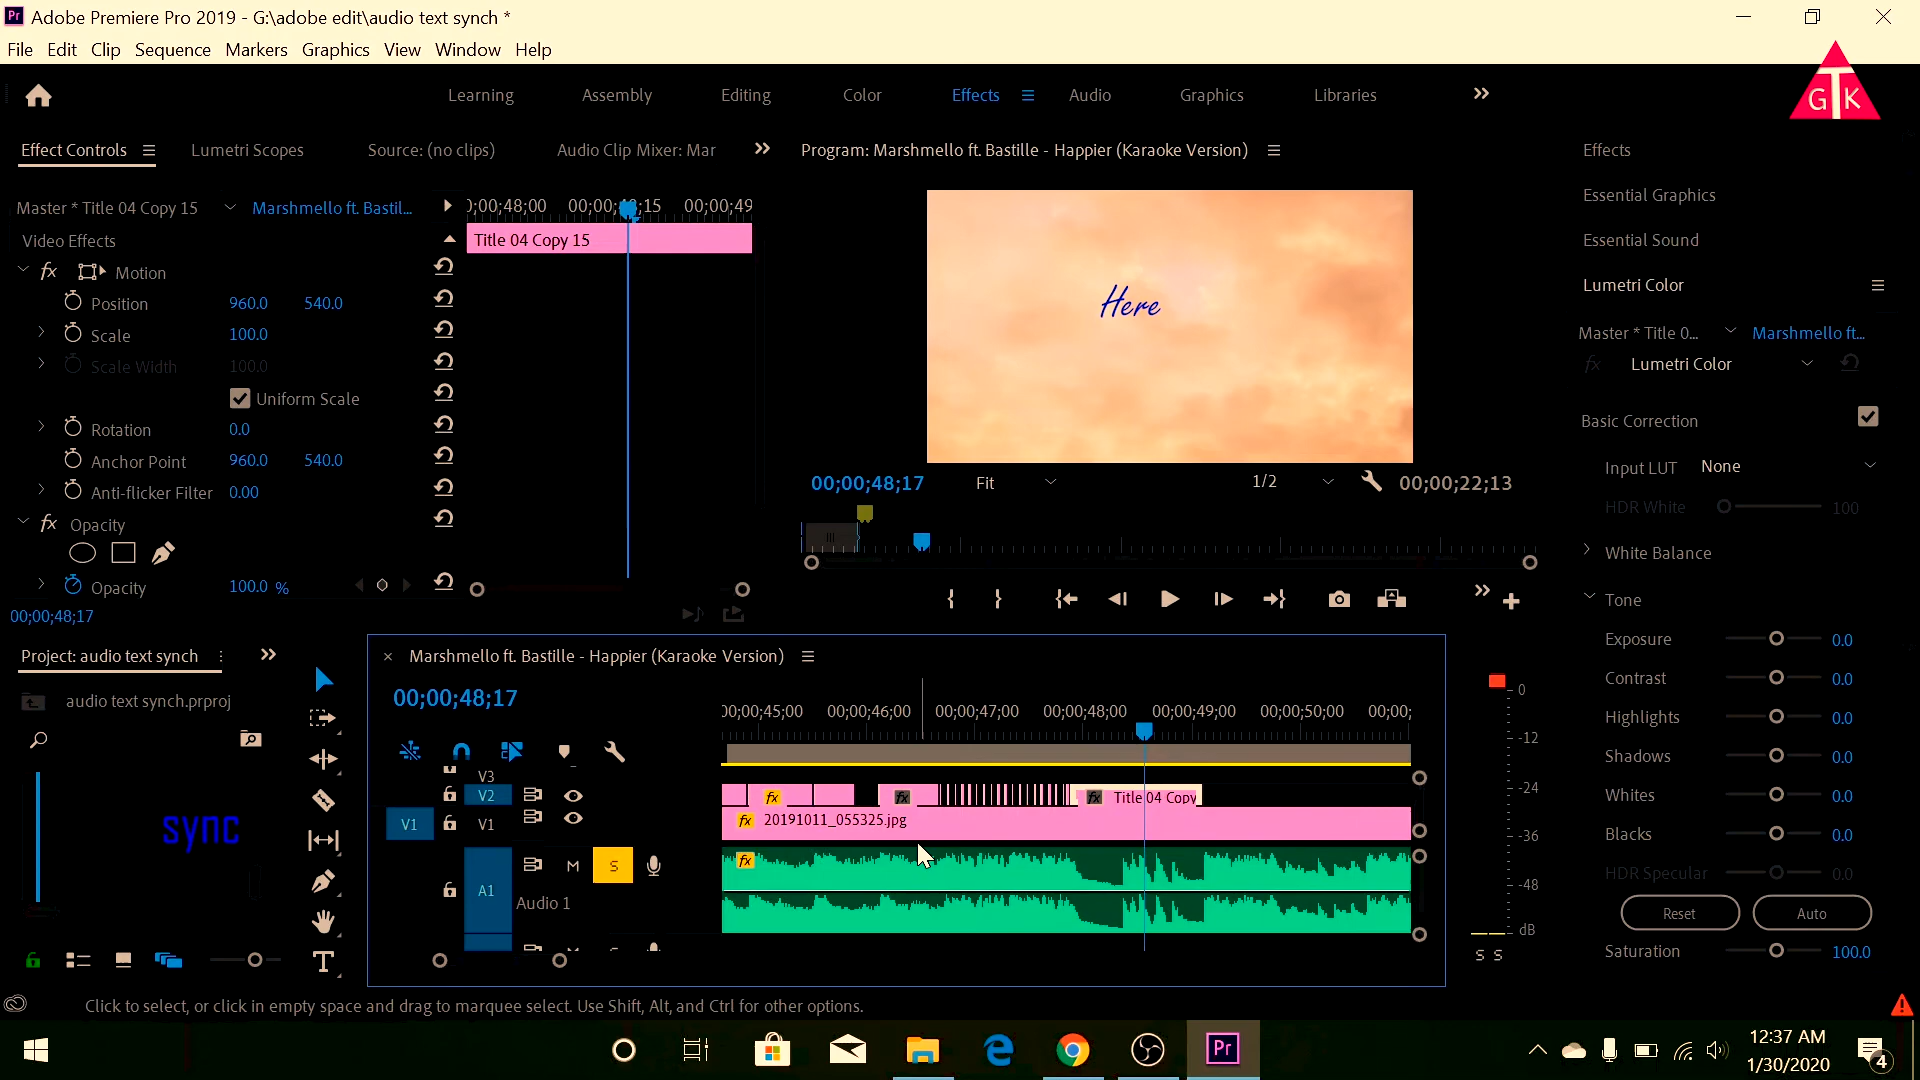 Adobe Premiere Pro 2019 - G:\adobe edit\audio text synch *
File Edit Clip Sequence Markers Graphics View Window Help
GTK
Learning Assembly Editing Color Effects Audio Graphics Libraries
Effect Controls Lumetri Scopes Source: (no clips) Audio Clip Mixer: Mar
Program: Marshmello ft. Bastille - Happier (Karaoke Version)
Master * Title 04 Copy 15 Marshmello ft. Bastil...
00;00;49
Video Effects
Title 04 Copy 15
fx Motion
Position 960.0 540.0
Scale 100.0
Scale Width 100.0
Uniform Scale
Rotation 0.0
Anchor Point 960.0 540.0
Anti-flicker Filter 0.00
fx Opacity
Opacity 100.0 %
00;00;48;17
Here
00;00;48;17 Fit 1/2 00;00;22;13
Effects
Essential Graphics
Essential Sound
Lumetri Color
Master * Title 0... Marshmello ft...
fx Lumetri Color
Basic Correction
Input LUT None
HDR White 100
White Balance
Tone
Exposure 0.0
Contrast 0.0
Highlights 0.0
Shadows 0.0
Whites 0.0
Blacks 0.0
HDR Specular 0.0
Reset Auto
Saturation 100.0
Project: audio text synch
audio text synch.prproj
sync
Marshmello ft. Bastille - Happier (Karaoke Version)
00;00;48;17
00;00;45;00 00;00;46;00 00;00;47;00 00;00;48;00 00;00;49;00 00;00;50;00 00;00;
V3
V2 fx fx fx Title 04 Copy
V1 V1 fx 20191011_055325.jpg
M S fx
A1
Audio 1
0
-12
-24
-36
-48
dB
S S
Click to select, or click in empty space and drag to marquee select. Use Shift, Alt, and Ctrl for other options.
Pr
12:37 AM
1/30/2020
4